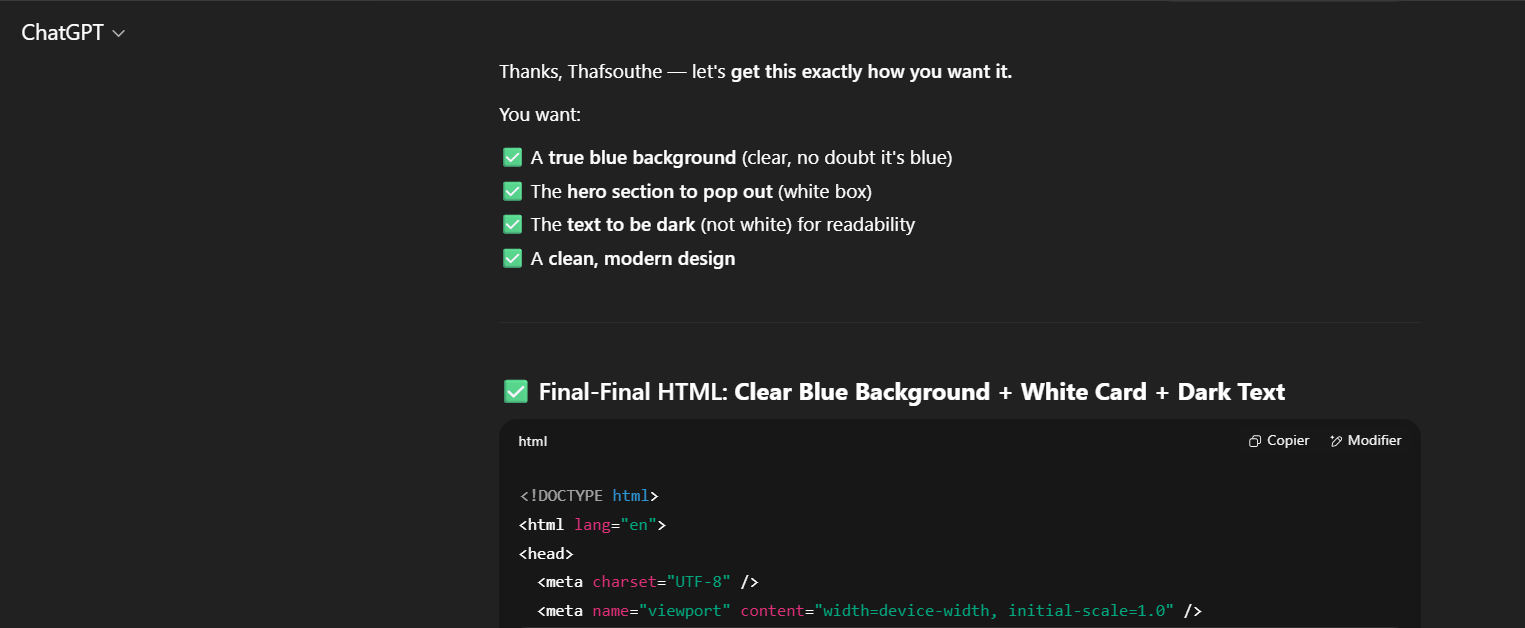 ChatGPT
Thanks, Thafsouthe — let's get this exactly how you want it.
You want:
✅ A true blue background (clear, no doubt it's blue)
✅ The hero section to pop out (white box)
✅ The text to be dark (not white) for readability
✅ A clean, modern design
✅ Final-Final HTML: Clear Blue Background + White Card + Dark Text
html Copier Modifier
<!DOCTYPE html>
<html lang="en">
<head>
  <meta charset="UTF-8" />
  <meta name="viewport" content="width=device-width, initial-scale=1.0" />